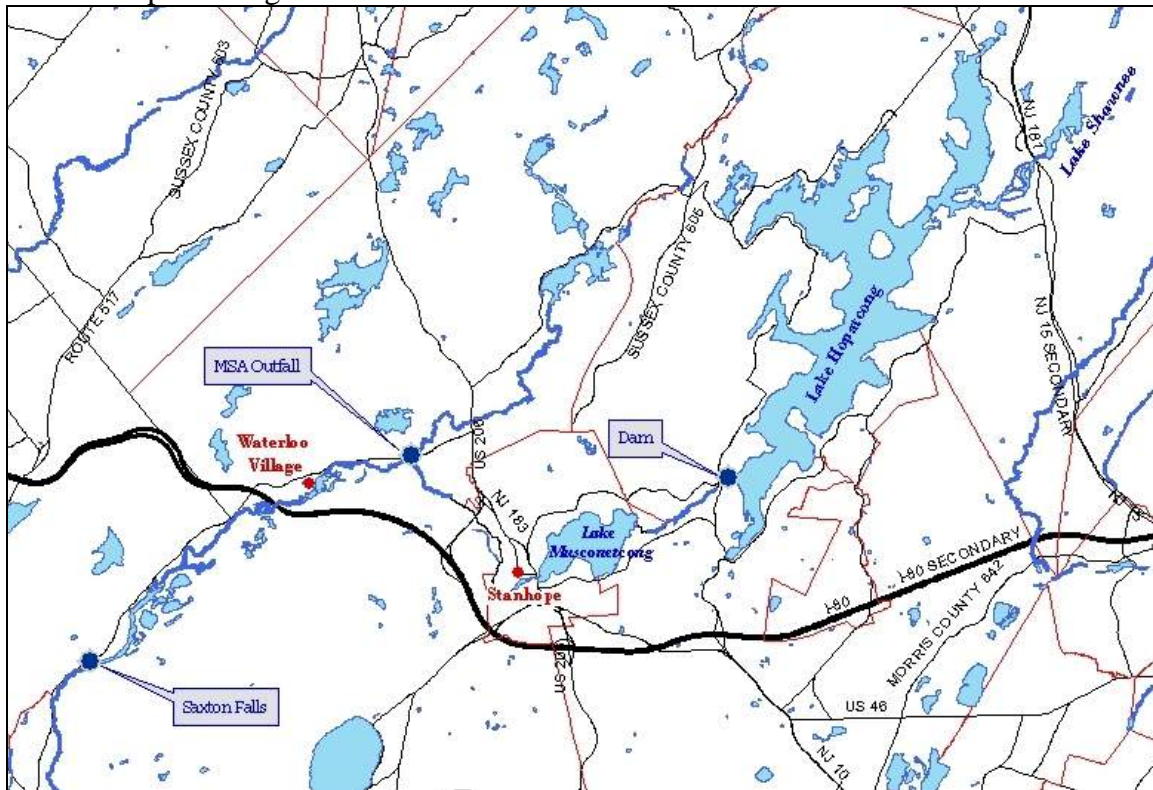 SUSSEX COUNTY 603
NJ 181
Lake Shawnee
SUSSEX COUNTY 605
ROUTE 517
Lake Hopatcong
NJ 15 SECONDARY
MSA Outfall
Waterloo
Village
US 206
Dam
NJ 183
Lake
Musconetcong
Stanhope
I-80 SECONDARY
I-80
MORRIS COUNTY 642
US 206
Saxton Falls
US 46
NJ 10